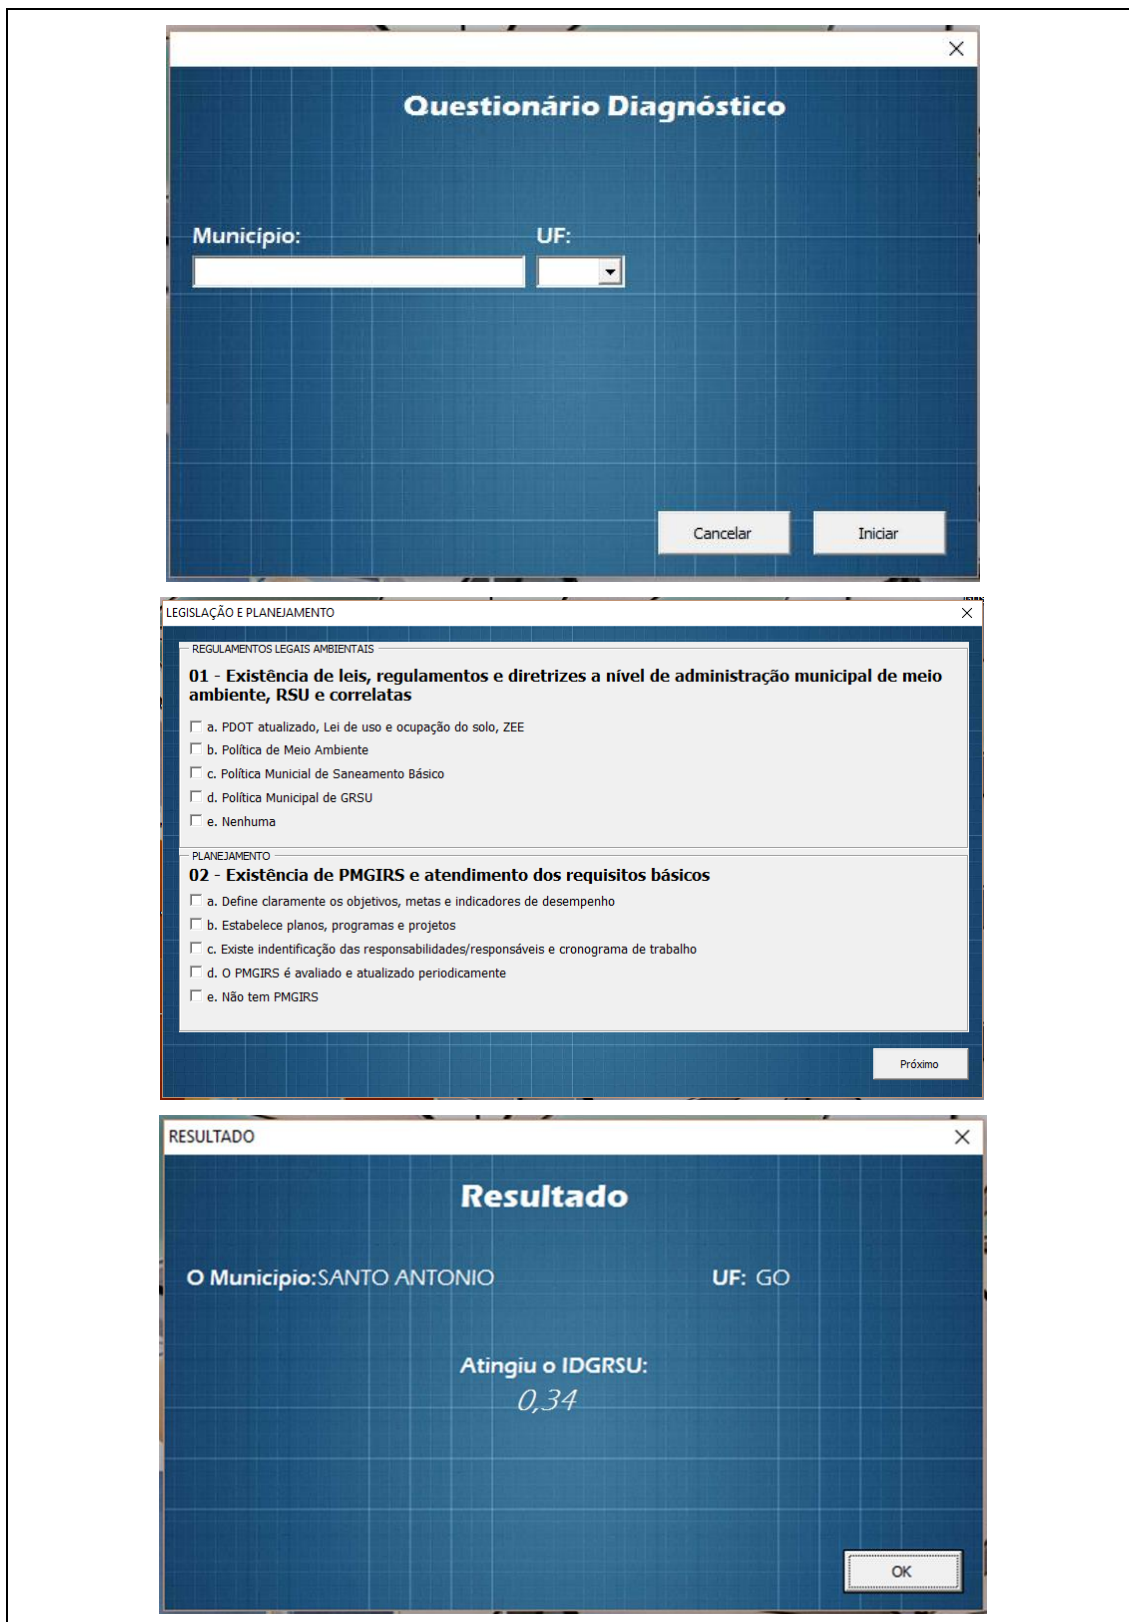 Questionário Diagnóstico
Município: UF:
Cancelar Iniciar
LEGISLAÇÃO E PLANEJAMENTO
REGULAMENTOS LEGAIS AMBIENTAIS
01 - Existência de leis, regulamentos e diretrizes a nível de administração municipal de meio
ambiente, RSU e correlatas
a. PDOT atualizado, Lei de uso e ocupação do solo, ZEE
b. Política de Meio Ambiente
c. Política Municial de Saneamento Básico
d. Política Municipal de GRSU
e. Nenhuma
PLANEJAMENTO
02 - Existência de PMGIRS e atendimento dos requisitos básicos
a. Define claramente os objetivos, metas e indicadores de desempenho
b. Estabelece planos, programas e projetos
c. Existe indentificação das responsabilidades/responsáveis e cronograma de trabalho
d. O PMGIRS é avaliado e atualizado periodicamente
e. Não tem PMGIRS
Próximo
RESULTADO
Resultado
O Municipio:SANTO ANTONIO UF: GO
Atingiu o IDGRSU:
0,34
OK